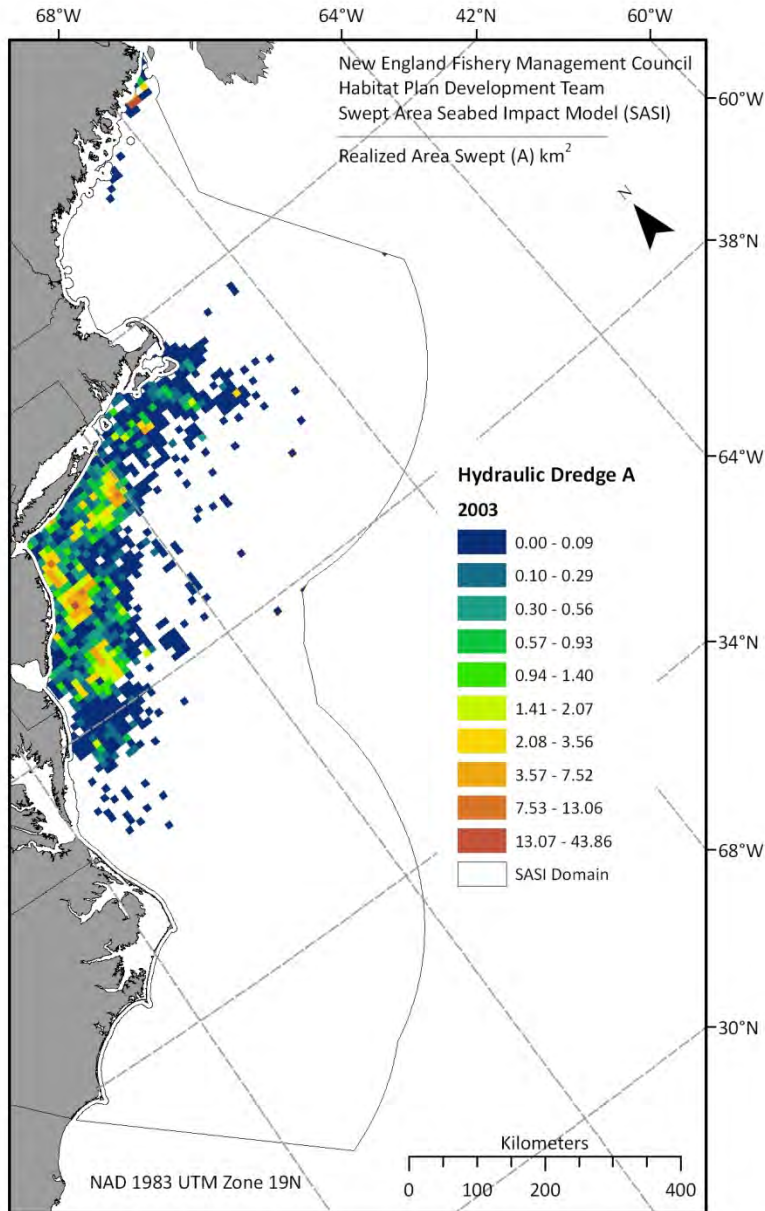 68°W 64°W 42°N 60°W
New England Fishery Management Council
Habitat Plan Development Team
Swept Area Seabed Impact Model (SASI)
Realized Area Swept (A) km²
60°W
N
38°N
64°W
Hydraulic Dredge A
2003
0.00 - 0.09
0.10 - 0.29
0.30 - 0.56
0.57 - 0.93
0.94 - 1.40
1.41 - 2.07
2.08 - 3.56
3.57 - 7.52
7.53 - 13.06
13.07 - 43.86
SASI Domain
34°N
68°W
30°N
Kilometers
0 100 200 400
NAD 1983 UTM Zone 19N